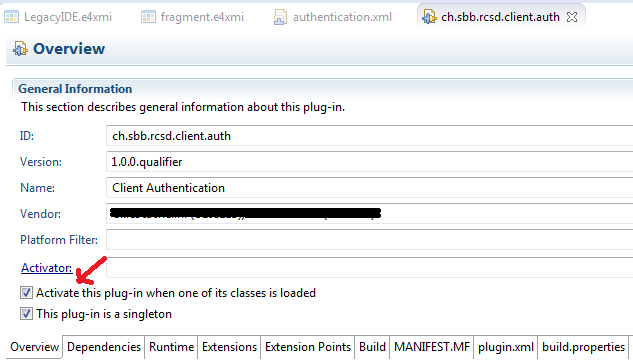 LegacyIDE.e4xmi fragment.e4xmi authentication.xml ch.sbb.rcsd.client.auth
Overview
General Information
This section describes general information about this plug-in.
ID: ch.sbb.rcsd.client.auth
Version: 1.0.0.qualifier
Name: Client Authentication
Vendor:
Platform Filter:
Activator:
Activate this plug-in when one of its classes is loaded
This plug-in is a singleton
Overview Dependencies Runtime Extensions Extension Points Build MANIFEST.MF plugin.xml build.properties